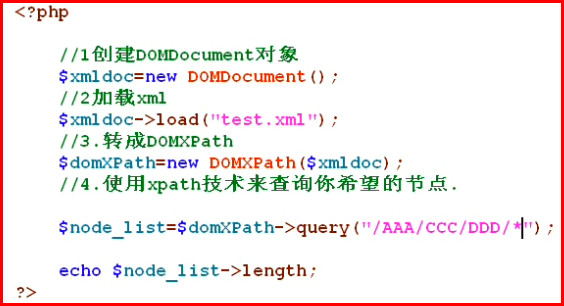 <?php
//1创建DOMDocument对象
$xmldoc=new DOMDocument();
//2加载xml
$xmldoc->load("test.xml");
//3.转成DOMXPath
$domXPath=new DOMXPath($xmldoc);
//4.使用xpath技术来查询你希望的节点.
$node_list=$domXPath->query("/AAA/CCC/DDD/*");
echo $node_list->length;
?>